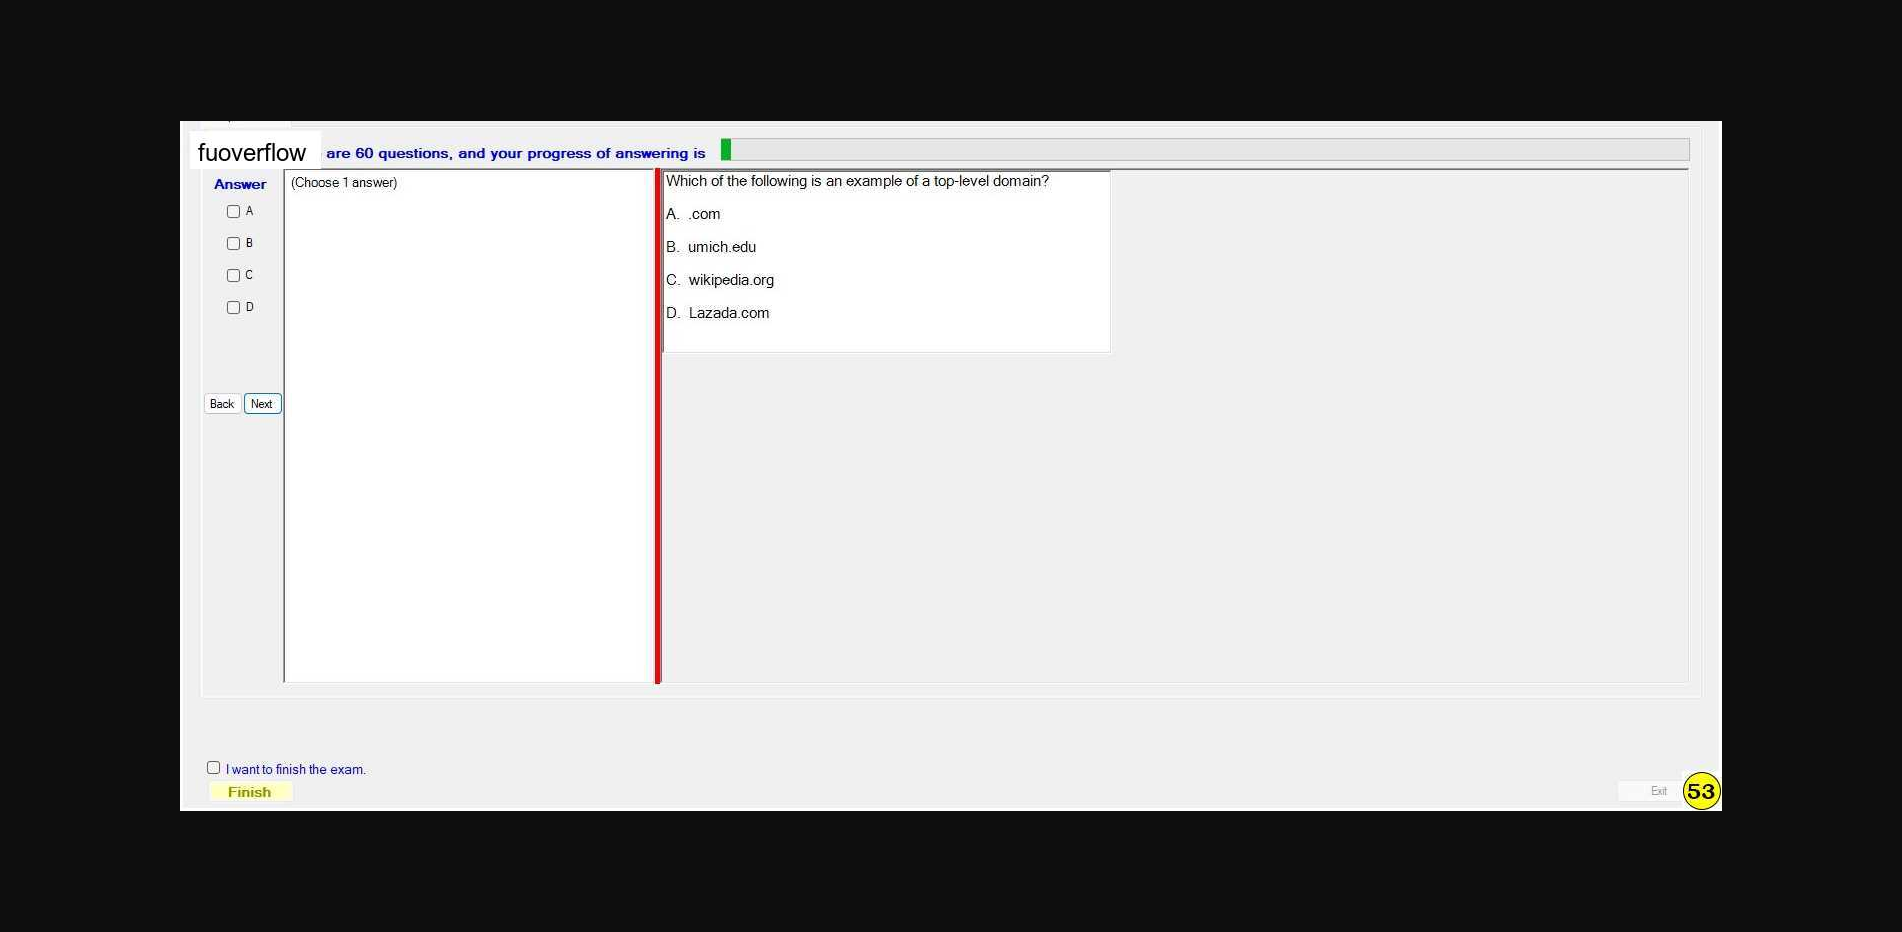 fuoverflow are 60 questions, and your progress of answering is
Answer
(Choose 1 answer)
A
B
C
D
Back Next
Which of the following is an example of a top-level domain?
A. .com
B. umich.edu
C. wikipedia.org
D. Lazada.com
I want to finish the exam.
Finish
Exit
53